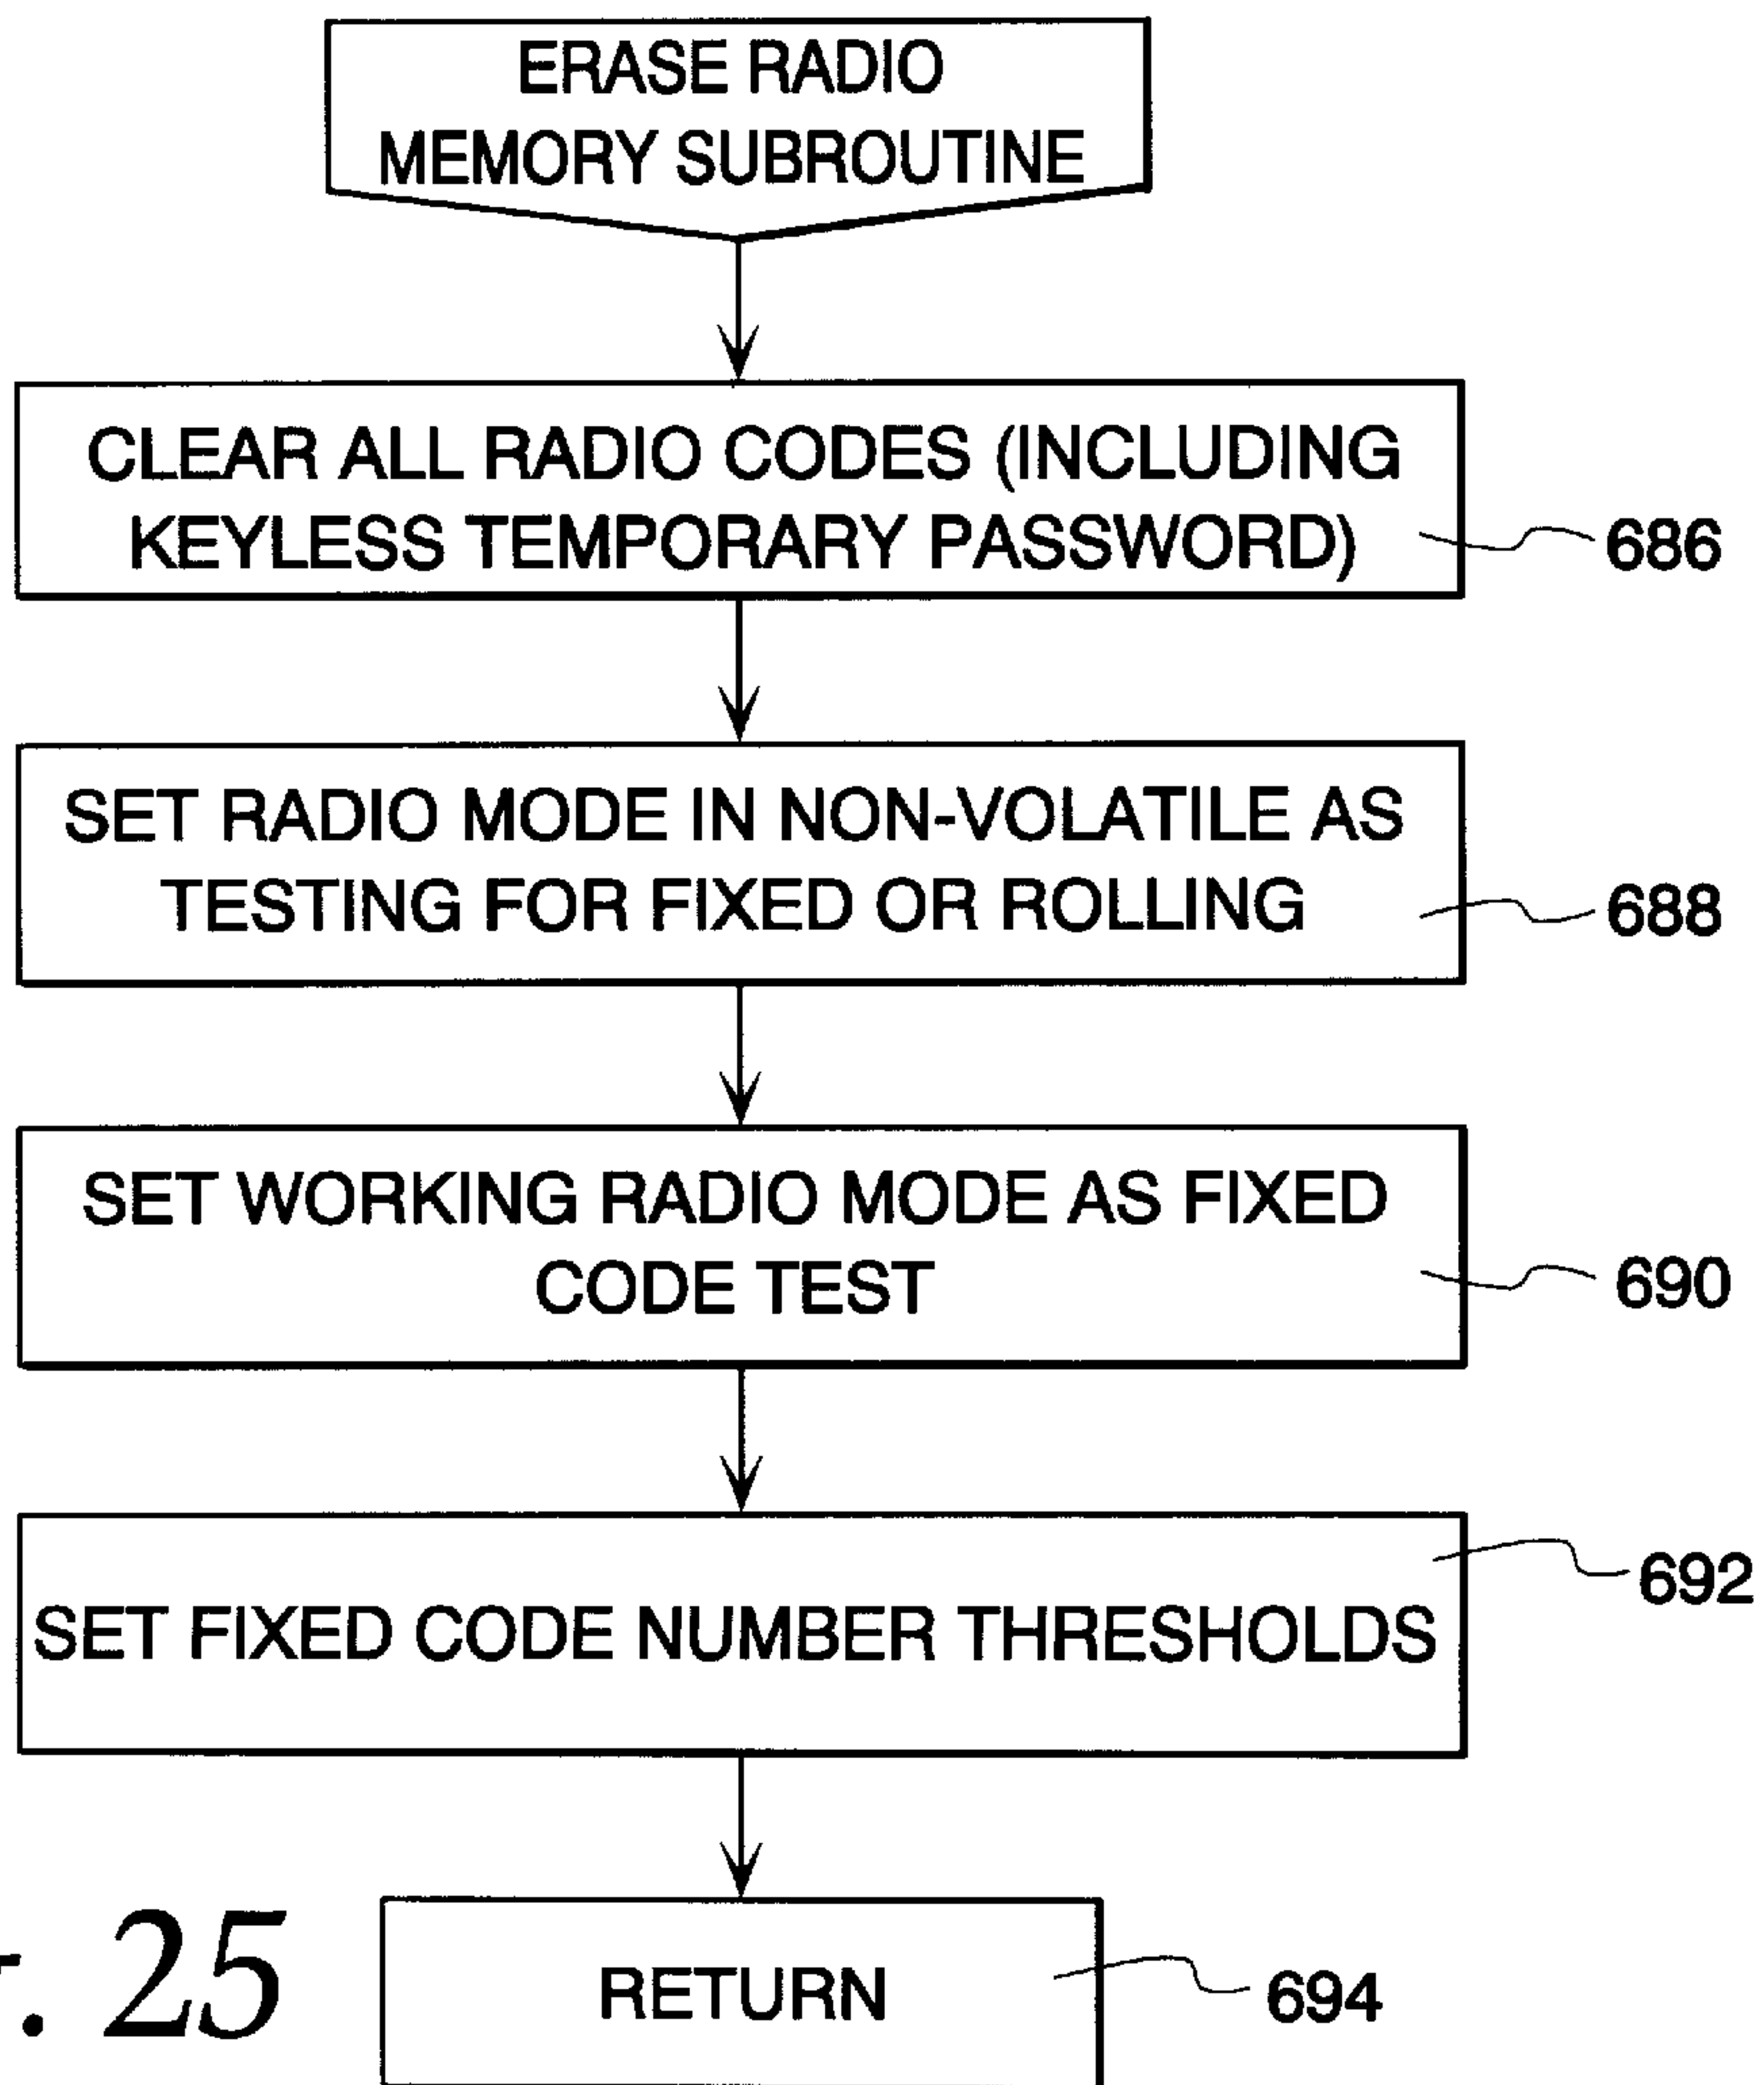 ERASE RADIO
MEMORY SUBROUTINE
CLEAR ALL RADIO CODES (INCLUDING
KEYLESS TEMPORARY PASSWORD)
686
SET RADIO MODE IN NON-VOLATILE AS
TESTING FOR FIXED OR ROLLING
688
SET WORKING RADIO MODE AS FIXED
CODE TEST
690
692
SET FIXED CODE NUMBER THRESHOLDS
RETURN
694
. 25